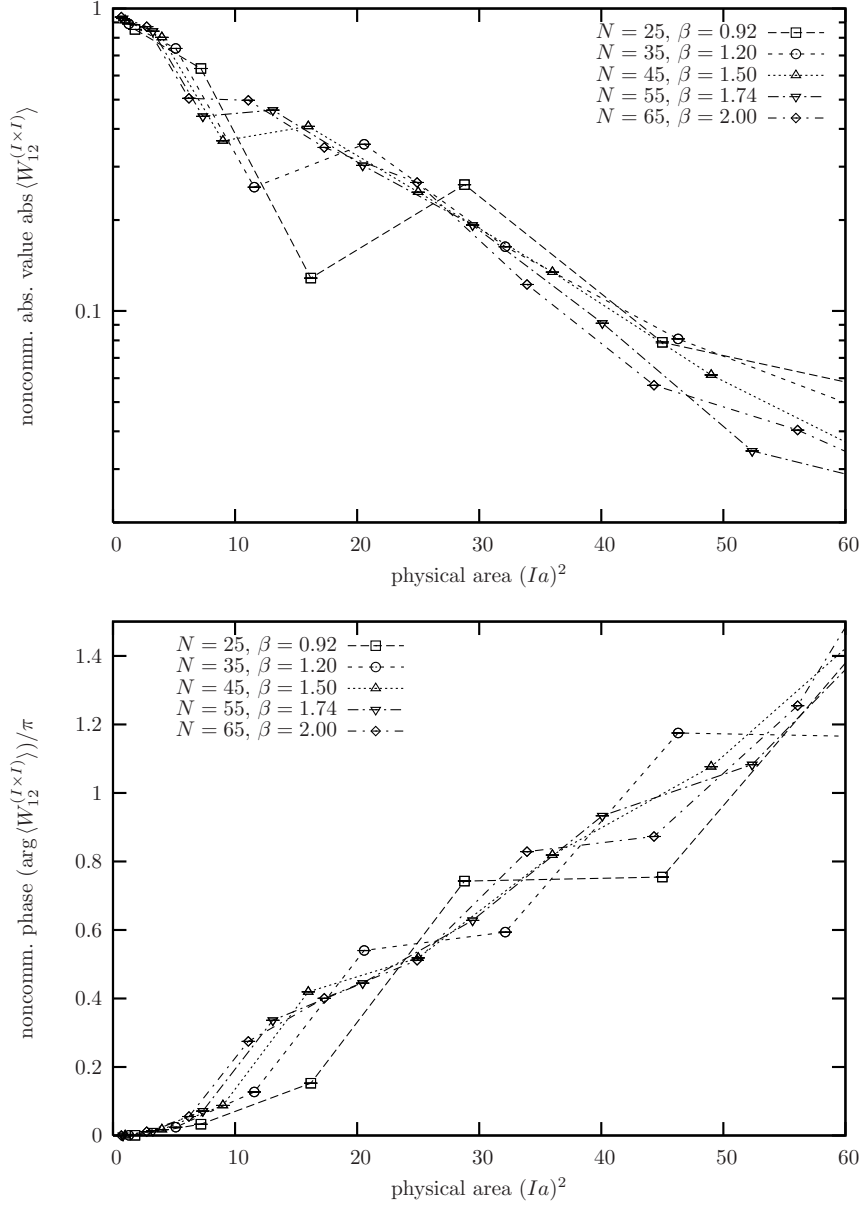 noncomm. abs. value abs ⟨W₁₂^(I×I)⟩
1
0.1
N = 25, β = 0.92
N = 35, β = 1.20
N = 45, β = 1.50
N = 55, β = 1.74
N = 65, β = 2.00
0 10 20 30 40 50 60
physical area (Ia)²
noncomm. phase (arg⟨W₁₂^(I×I)⟩)/π
1.4
1.2
1
0.8
0.6
0.4
0.2
0
N = 25, β = 0.92
N = 35, β = 1.20
N = 45, β = 1.50
N = 55, β = 1.74
N = 65, β = 2.00
0 10 20 30 40 50 60
physical area (Ia)²